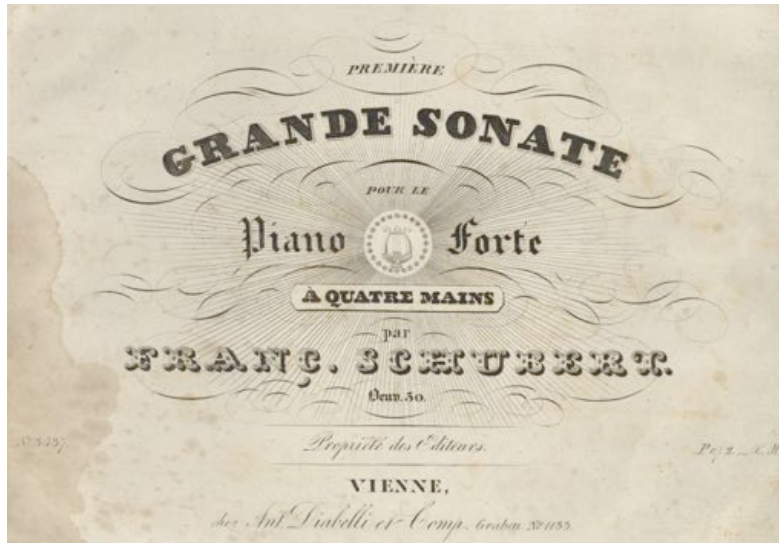 PREMIÈRE
GRANDE SONATE
POUR LE
Piano Forte
À QUATRE MAINS
par
FRANÇ. SCHUBERT.
Oeuv. 30.
Propriété des Editeurs.
VIENNE,
chez Ant. Diabelli et Comp. Graben No 1133.